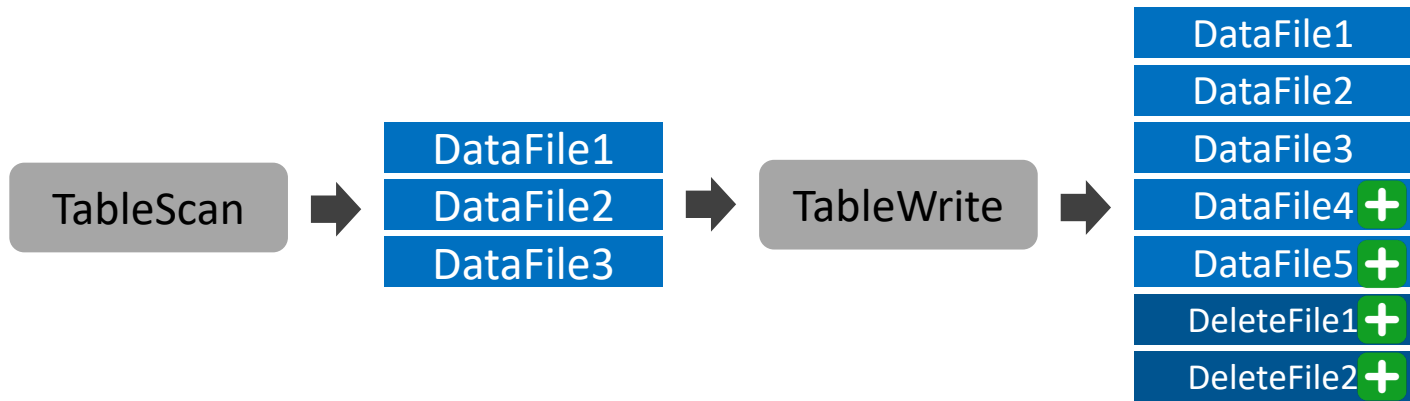 TableScan
DataFile1
DataFile2
DataFile3
TableWrite
DataFile1
DataFile2
DataFile3
DataFile4
DataFile5
DeleteFile1
DeleteFile2